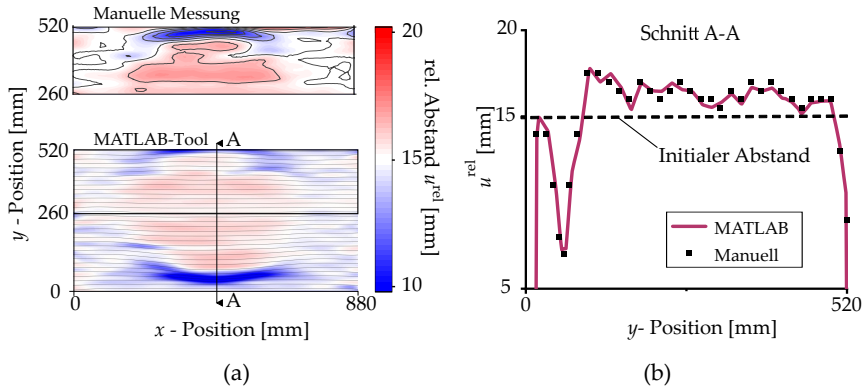 Manuelle Messung
520
260
MATLAB-Tool
A
520
260
0
A
0
880
y - Position [mm]
x - Position [mm]
20
15
10
rel. Abstand u^rel [mm]
(a)
Schnitt A-A
20
15
5
u^rel [mm]
Initialer Abstand
MATLAB
Manuell
0
520
y- Position [mm]
(b)